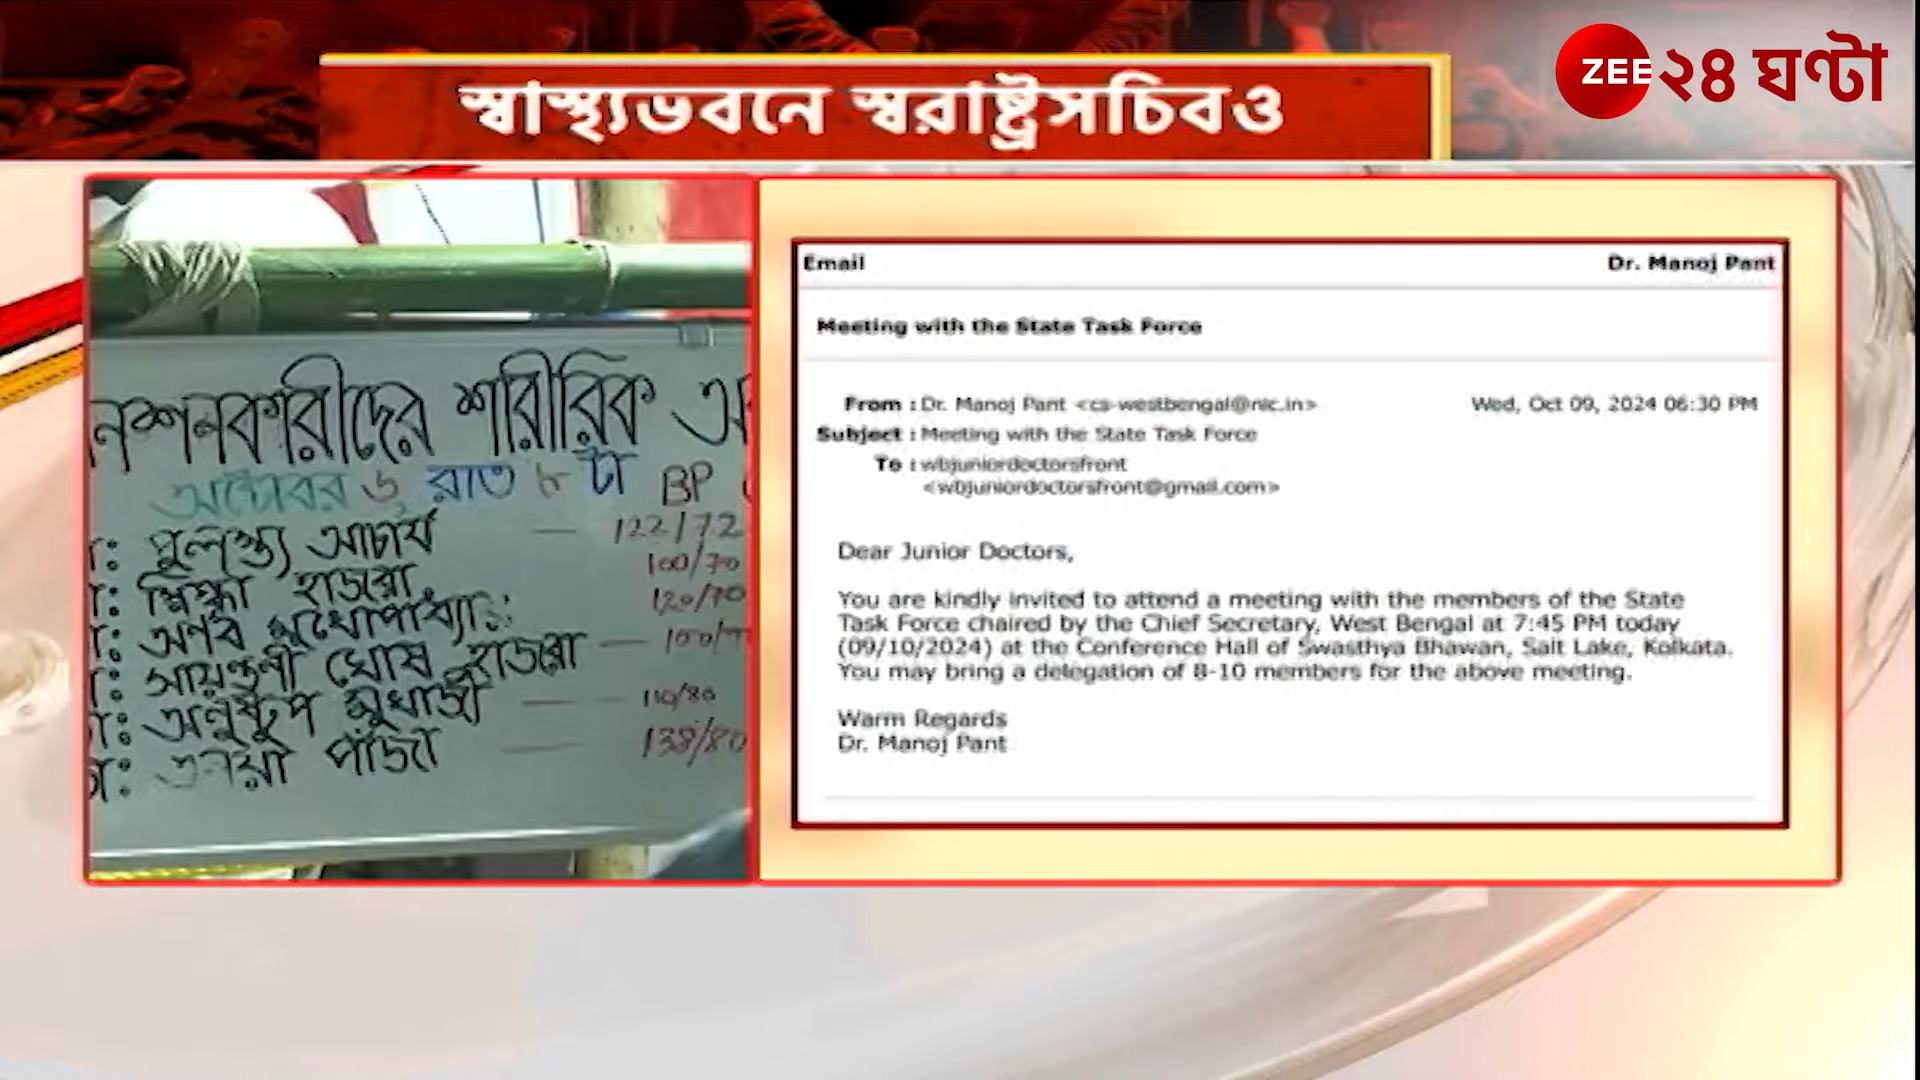 স্বাস্থ্যভবনে স্বরাষ্ট্রসচিবও
ZEE ২৪ ঘণ্টা
নশনকারীদের শারীরিক অ
অক্টোবর ৬, রাত ৮ টা BP
: পুলস্ত্য আচার্য — 122/72
: স্নিগ্ধা হাজরা 100/70
: অর্ণব মুখোপাধ্যায় 120/70
: সায়ন্তনী ঘোষ হাজরা — 100/7
: অনুষ্টুপ মুখার্জী — 110/80
: তনয়া পাঁজা — 138/80
Email Dr. Manoj Pant
Meeting with the State Task Force
From : Dr. Manoj Pant <cs-westbengal@nic.in> Wed, Oct 09, 2024 06:30 PM
Subject : Meeting with the State Task Force
To : wbjuniordoctorsfront
<wbjuniordoctorsfront@gmail.com>
Dear Junior Doctors,
You are kindly invited to attend a meeting with the members of the State
Task Force chaired by the Chief Secretary, West Bengal at 7:45 PM today
(09/10/2024) at the Conference Hall of Swasthya Bhawan, Salt Lake, Kolkata.
You may bring a delegation of 8-10 members for the above meeting.
Warm Regards
Dr. Manoj Pant